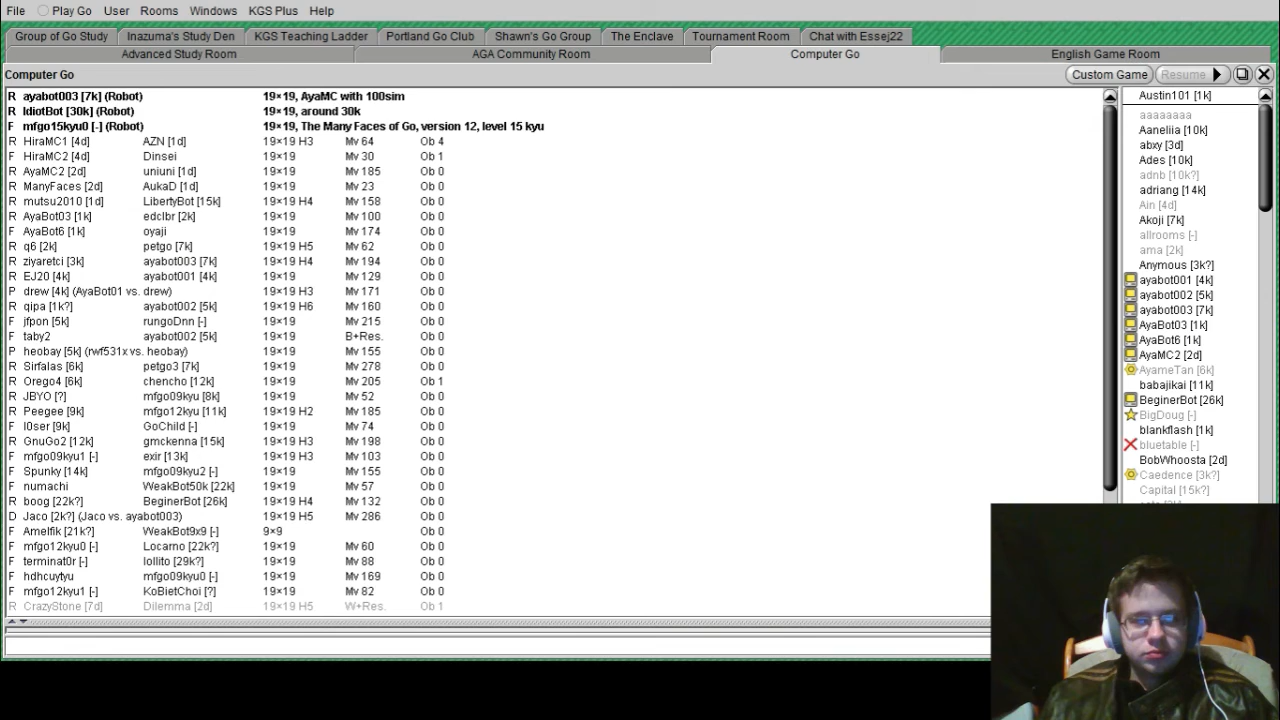 File Play Go User Rooms Windows KGS Plus Help
Group of Go Study Inazuma's Study Den KGS Teaching Ladder Portland Go Club Shawn's Go Group The Enclave Tournament Room Chat with Essej22
Advanced Study Room AGA Community Room Computer Go English Game Room
Computer Go Custom Game Resume
R ayabot003 [7k] (Robot) 19×19, AyaMC with 100sim
R IdiotBot [30k] (Robot) 19×19, around 30k
F mfgo15kyu0 [-] (Robot) 19×19, The Many Faces of Go, version 12, level 15 kyu
R HiraMC1 [4d] AZN [1d] 19×19 H3 Mv 64 Ob 4
F HiraMC2 [4d] Dinsei 19×19 Mv 30 Ob 1
R AyaMC2 [2d] uniuni [1d] 19×19 Mv 185 Ob 0
R ManyFaces [2d] AukaD [1d] 19×19 Mv 23 Ob 0
R mutsu2010 [1d] LibertyBot [15k] 19×19 H4 Mv 158 Ob 0
R AyaBot03 [1k] edclbr [2k] 19×19 Mv 100 Ob 0
F AyaBot6 [1k] oyaji 19×19 Mv 174 Ob 0
R q6 [2k] petgo [7k] 19×19 H5 Mv 62 Ob 0
R ziyaretci [3k] ayabot003 [7k] 19×19 H4 Mv 194 Ob 0
R EJ20 [4k] ayabot001 [4k] 19×19 Mv 129 Ob 0
P drew [4k] (AyaBot01 vs. drew) 19×19 H3 Mv 171 Ob 0
R qipa [1k?] ayabot002 [5k] 19×19 H6 Mv 160 Ob 0
F jfpon [5k] rungoDnn [-] 19×19 Mv 215 Ob 0
F taby2 ayabot002 [5k] 19×19 B+Res. Ob 0
P heobay [5k] (rwf531x vs. heobay) 19×19 Mv 155 Ob 0
R Sirfalas [6k] petgo3 [7k] 19×19 Mv 278 Ob 0
R Orego4 [6k] chencho [12k] 19×19 Mv 205 Ob 1
R JBYO [?] mfgo09kyu [8k] 19×19 Mv 52 Ob 0
R Peegee [9k] mfgo12kyu [11k] 19×19 H2 Mv 185 Ob 0
F l0ser [9k] GoChild [-] 19×19 Mv 74 Ob 0
R GnuGo2 [12k] gmckenna [15k] 19×19 H3 Mv 198 Ob 0
F mfgo09kyu1 [-] exir [13k] 19×19 H3 Mv 103 Ob 0
F Spunky [14k] mfgo09kyu2 [-] 19×19 Mv 155 Ob 0
F numachi WeakBot50k [22k] 19×19 Mv 57 Ob 0
R boog [22k?] BeginerBot [26k] 19×19 H4 Mv 132 Ob 0
D Jaco [2k?] (Jaco vs. ayabot003) 19×19 H5 Mv 286 Ob 0
F Amelfik [21k?] WeakBot9x9 [-] 9×9 Ob 0
F mfgo12kyu0 [-] Locarno [22k?] 19×19 Mv 60 Ob 0
F terminat0r [-] lollito [29k?] 19×19 Mv 88 Ob 0
F hdhcuytyu mfgo09kyu0 [-] 19×19 Mv 169 Ob 0
F mfgo12kyu1 [-] KoBietChoi [?] 19×19 Mv 82 Ob 0
R CrazyStone [7d] Dilemma [2d] 19×19 H5 W+Res. Ob 1
Austin101 [1k]
aaaaaaaa
Aaneliia [10k]
abxy [3d]
Ades [10k]
adnb [10k?]
adriang [14k]
Ain [4d]
Akoji [7k]
allrooms [-]
ama [2k]
Anymous [3k?]
ayabot001 [4k]
ayabot002 [5k]
ayabot003 [7k]
AyaBot03 [1k]
AyaBot6 [1k]
AyaMC2 [2d]
AyameTan [6k]
babajikai [11k]
BeginerBot [26k]
BigDoug [-]
blankflash [1k]
bluetable [-]
BobWhoosta [2d]
Caedence [3k?]
Capital [15k?]